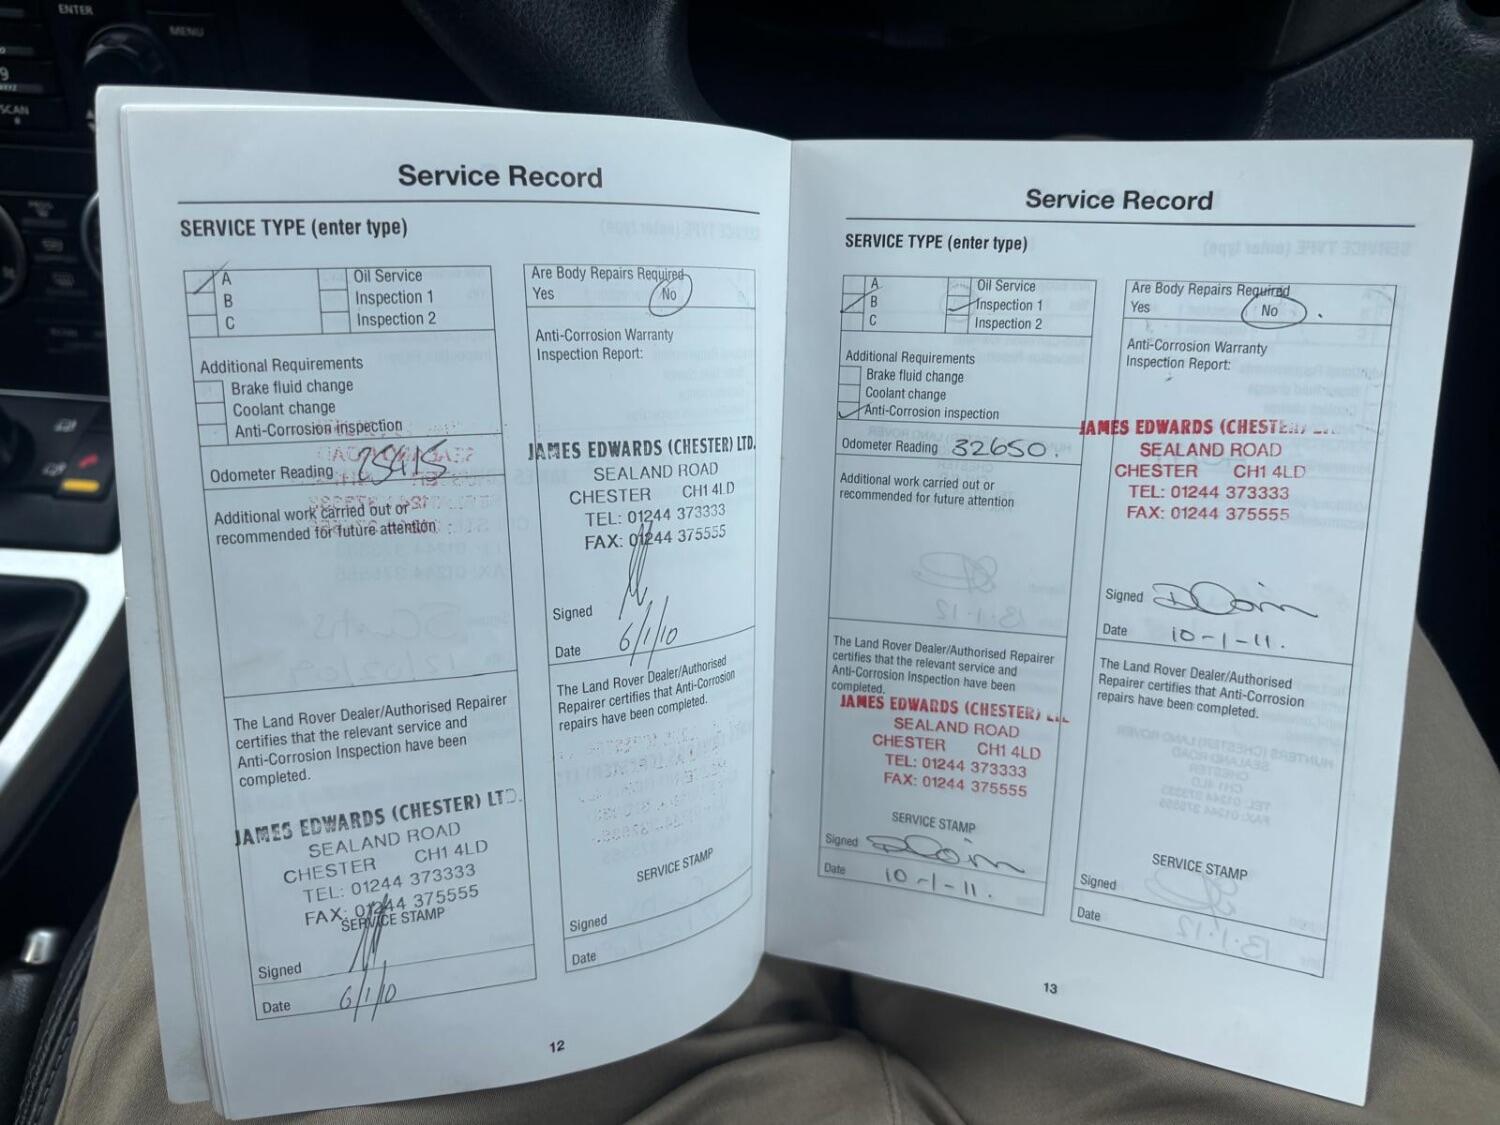 ENTER
MENU
SCAN
Service Record
SERVICE TYPE (enter type)
A
Oil Service
B
Inspection 1
C
Inspection 2
Additional Requirements
Brake fluid change
Coolant change
Anti-Corrosion inspection
Odometer Reading
Additional work carried out or
recommended for future attention
The Land Rover Dealer/Authorised Repairer
certifies that the relevant service and
Anti-Corrosion Inspection have been
completed.
JAMES EDWARDS (CHESTER) LTD.
SEALAND ROAD
CHESTER CH1 4LD
TEL: 01244 373333
FAX: 01244 375555
SERVICE STAMP
Signed
Date 6/1/10
Are Body Repairs Required
Yes No
Anti-Corrosion Warranty
Inspection Report:
JAMES EDWARDS (CHESTER) LTD.
SEALAND ROAD
CHESTER CH1 4LD
TEL: 01244 373333
FAX: 01244 375555
Signed
Date 6/1/10
The Land Rover Dealer/Authorised
Repairer certifies that Anti-Corrosion
repairs have been completed.
SERVICE STAMP
Signed
Date
12
Service Record
SERVICE TYPE (enter type)
A
Oil Service
B
Inspection 1
C
Inspection 2
Additional Requirements
Brake fluid change
Coolant change
Anti-Corrosion inspection
Odometer Reading 32650.
Additional work carried out or
recommended for future attention
The Land Rover Dealer/Authorised Repairer
certifies that the relevant service and
Anti-Corrosion Inspection have been
completed.
JAMES EDWARDS (CHESTER)
SEALAND ROAD
CHESTER CH1 4LD
TEL: 01244 373333
FAX: 01244 375555
SERVICE STAMP
Signed
Date 10-1-11.
Are Body Repairs Required
Yes No
Anti-Corrosion Warranty
Inspection Report:
JAMES EDWARDS (CHESTER)
SEALAND ROAD
CHESTER CH1 4LD
TEL: 01244 373333
FAX: 01244 375555
Signed
Date 10-1-11.
The Land Rover Dealer/Authorised
Repairer certifies that Anti-Corrosion
repairs have been completed.
SERVICE STAMP
Signed
Date
13